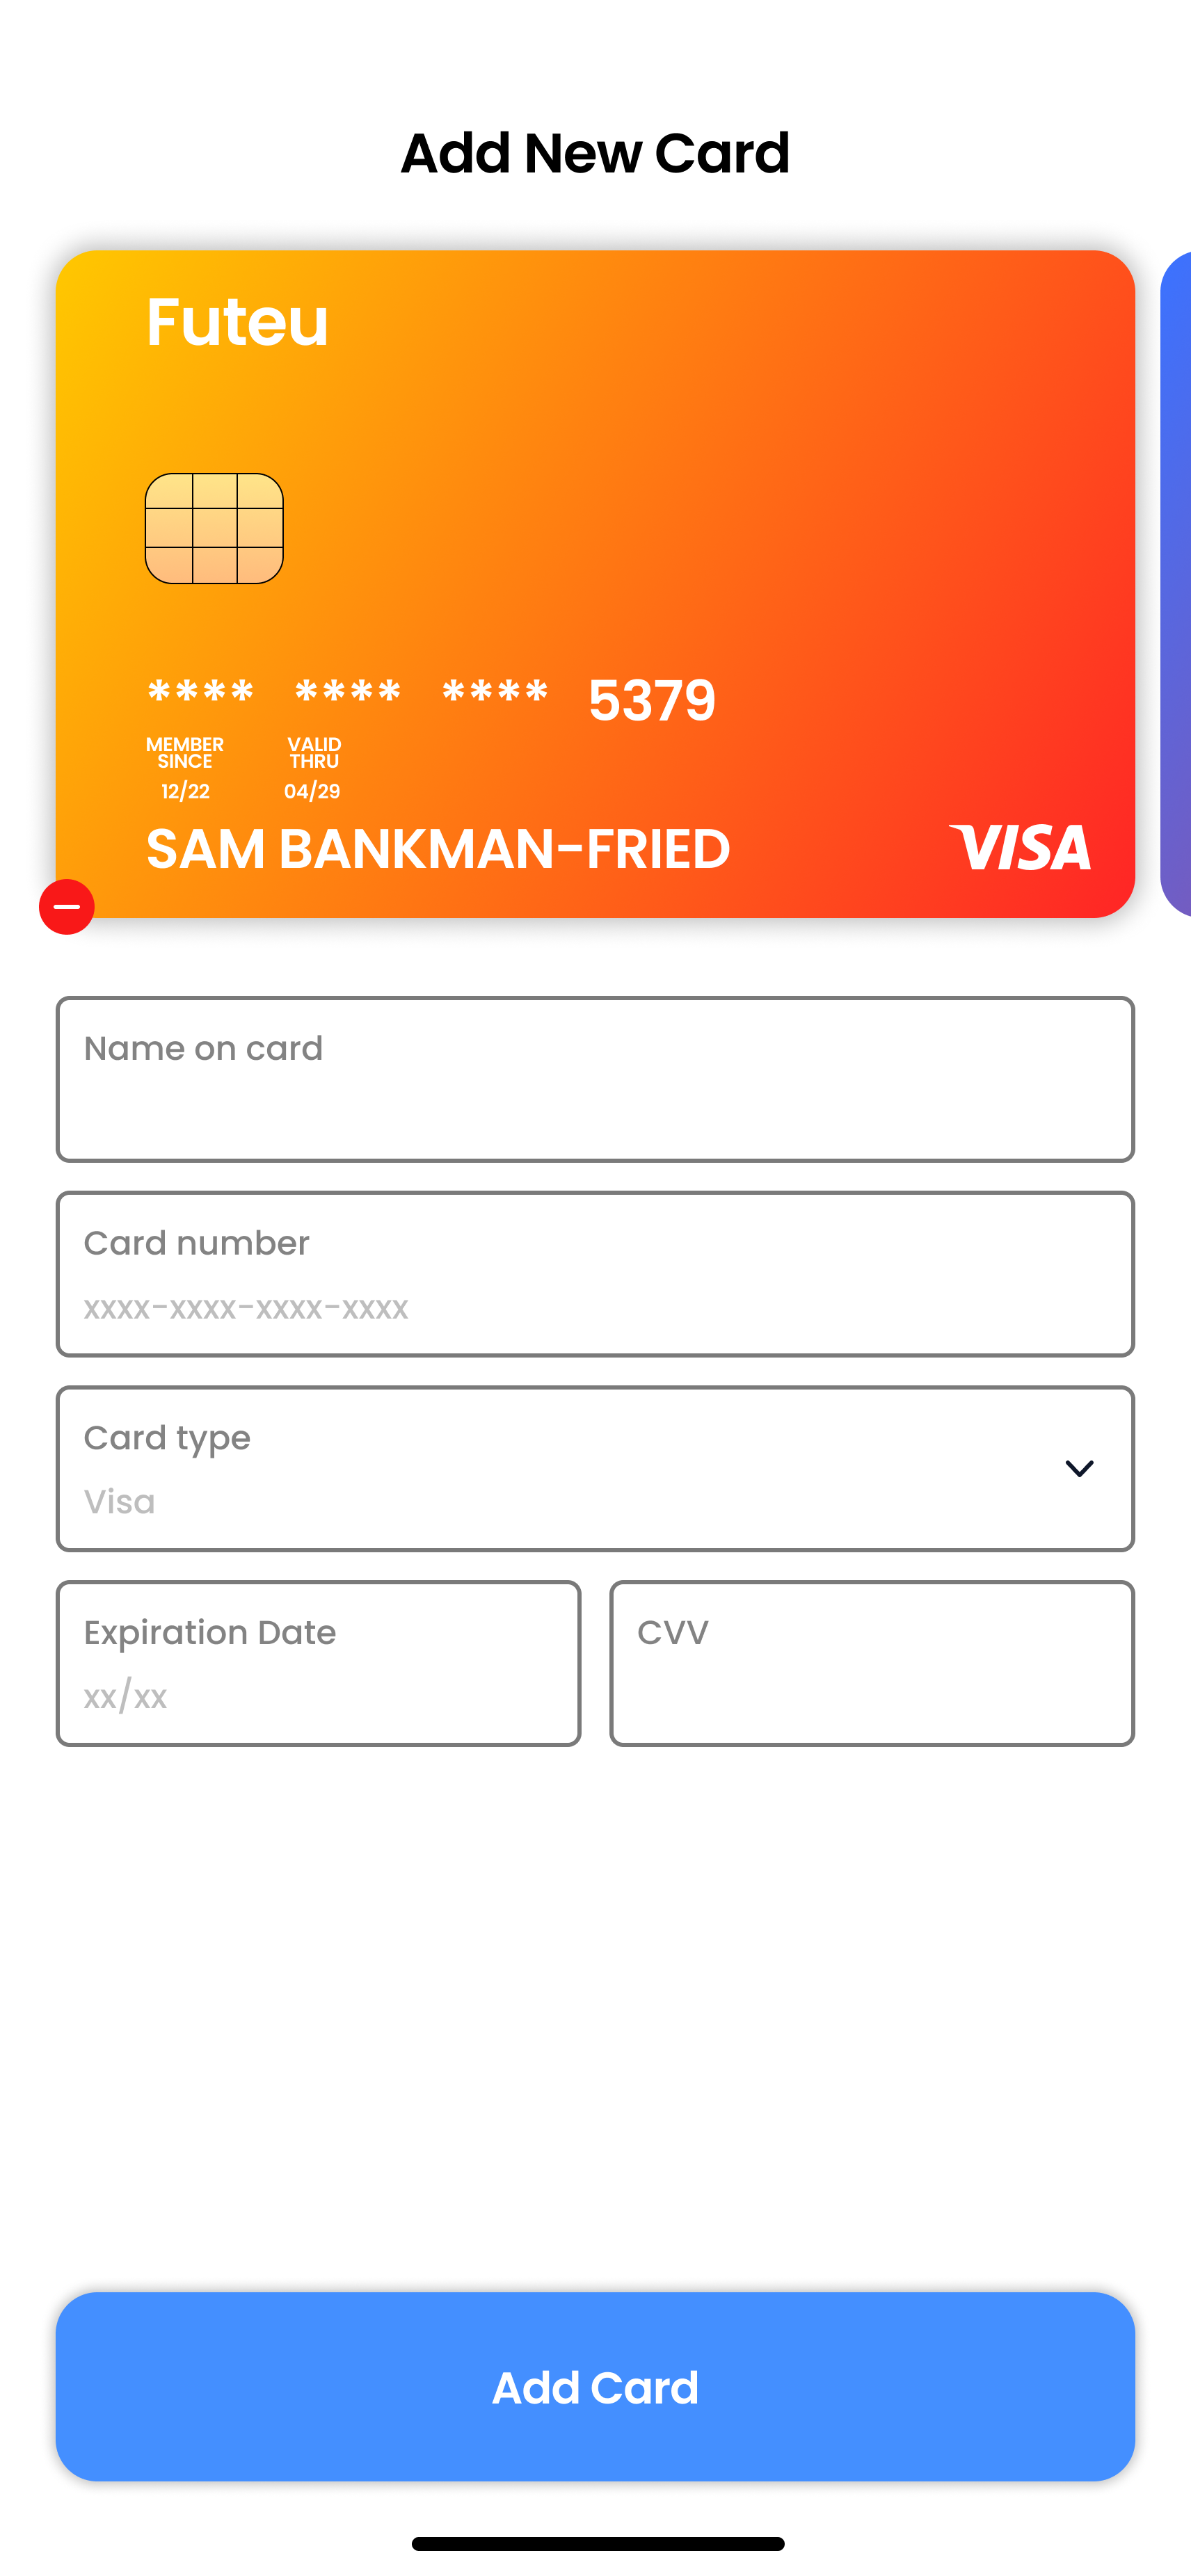 Add New Card
Futeu
**** **** **** 5379
MEMBER SINCE VALID THRU
12/22 04/29
SAM BANKMAN-FRIED VISA
Name on card
Card number
xxxx-xxxx-xxxx-xxxx
Card type
Visa
Expiration Date CVV
xx/xx
Add Card